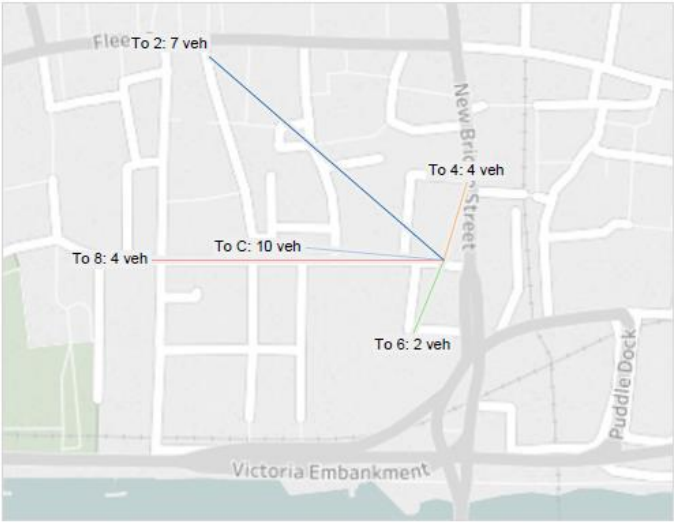 Flee
To 2: 7 veh
New Bri
Street
To 4: 4 veh
To C: 10 veh
To 8: 4 veh
To 6: 2 veh
Puddle Dock
Victoria Embankment